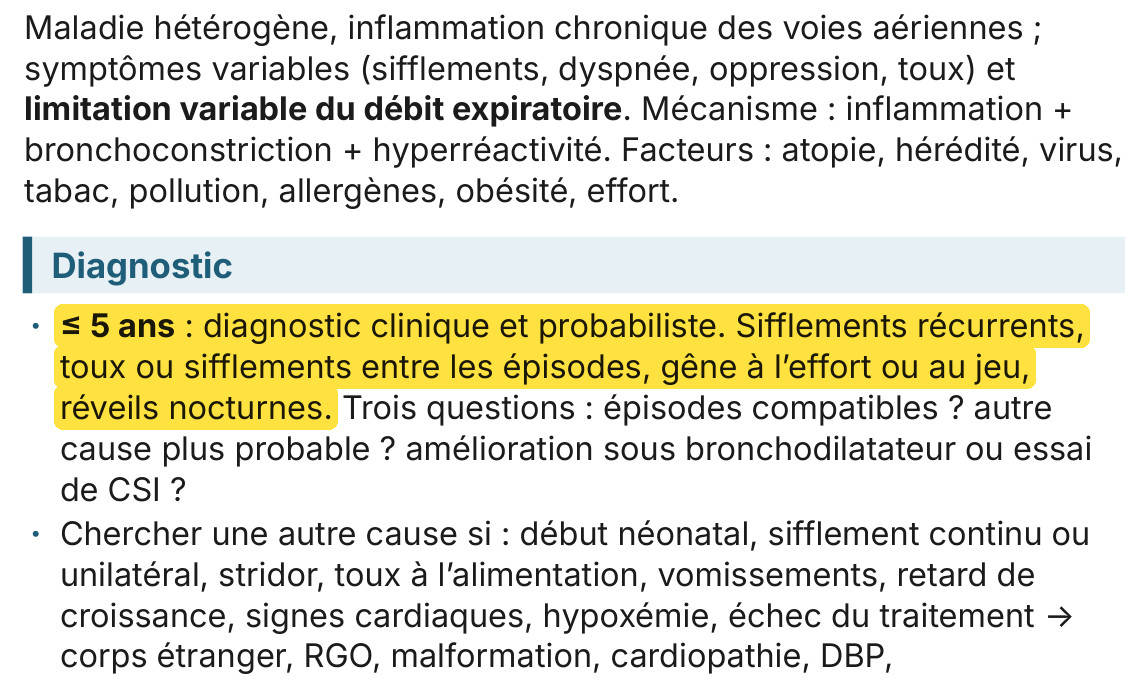 Maladie hétérogène, inflammation chronique des voies aériennes ;
symptômes variables (sifflements, dyspnée, oppression, toux) et
limitation variable du débit expiratoire. Mécanisme : inflammation +
bronchoconstriction + hyperréactivité. Facteurs : atopie, hérédité, virus,
tabac, pollution, allergènes, obésité, effort.
Diagnostic
· ≤ 5 ans : diagnostic clinique et probabiliste. Sifflements récurrents,
toux ou sifflements entre les épisodes, gêne à l’effort ou au jeu,
réveils nocturnes. Trois questions : épisodes compatibles ? autre
cause plus probable ? amélioration sous bronchodilatateur ou essai
de CSI ?
· Chercher une autre cause si : début néonatal, sifflement continu ou
unilatéral, stridor, toux à l’alimentation, vomissements, retard de
croissance, signes cardiaques, hypoxémie, échec du traitement →
corps étranger, RGO, malformation, cardiopathie, DBP,